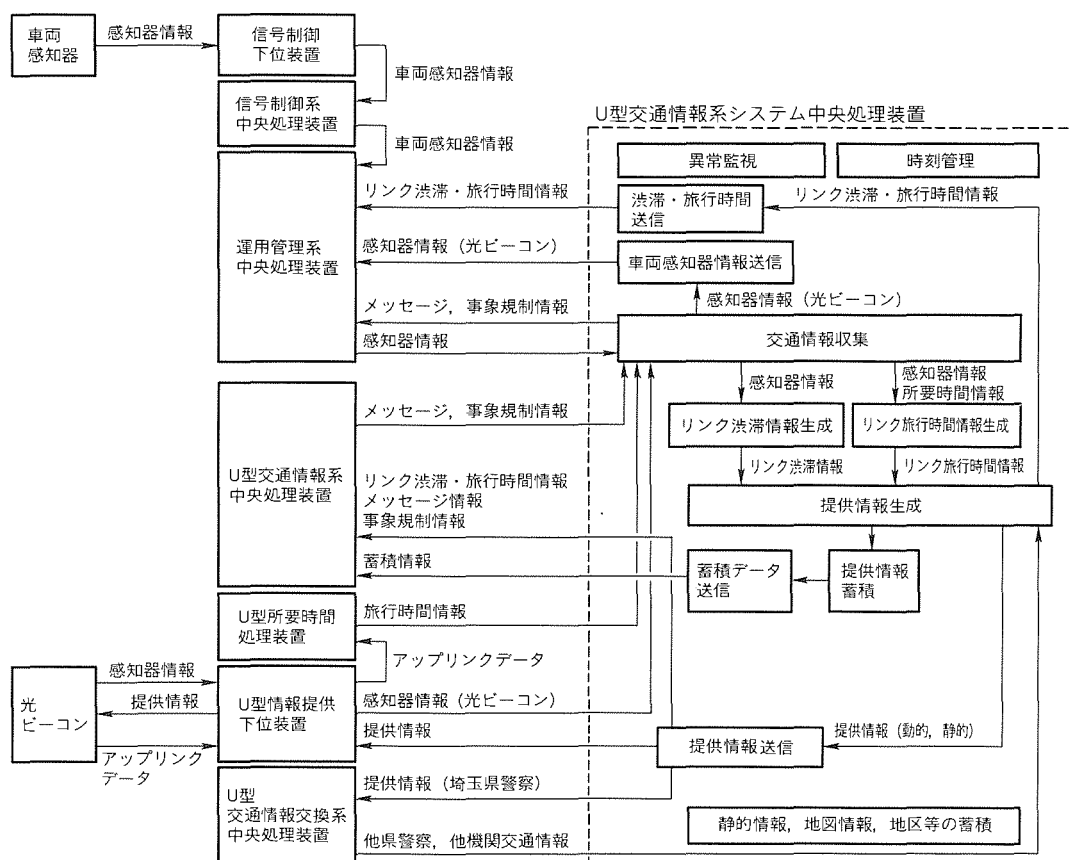 車両
感知器
感知器情報
信号制御
下位装置
車両感知器情報
信号制御系
中央処理装置
車両感知器情報
運用管理系
中央処理装置
リンク渋滞・旅行時間情報
感知器情報（光ビーコン）
メッセージ，事象規制情報
感知器情報
U型交通情報系システム中央処理装置
異常監視
時刻管理
渋滞・旅行時間
送信
リンク渋滞・旅行時間情報
車両感知器情報送信
感知器情報（光ビーコン）
交通情報収集
感知器情報
感知器情報
所要時間情報
リンク渋滞情報生成
リンク旅行時間情報生成
リンク渋滞情報
リンク旅行時間情報
提供情報生成
蓄積データ
送信
提供情報
蓄積
U型交通情報系
中央処理装置
メッセージ，事象規制情報
リンク渋滞・旅行時間情報
メッセージ情報
事象規制情報
蓄積情報
U型所要時間
処理装置
旅行時間情報
アップリンクデータ
光
ビーコン
感知器情報
提供情報
アップリンク
データ
U型情報提供
下位装置
感知器情報（光ビーコン）
提供情報
提供情報送信
提供情報（動的，静的）
U型
交通情報交換系
中央処理装置
提供情報（埼玉県警察）
他県警察，他機関交通情報
静的情報，地図情報，地区等の蓄積